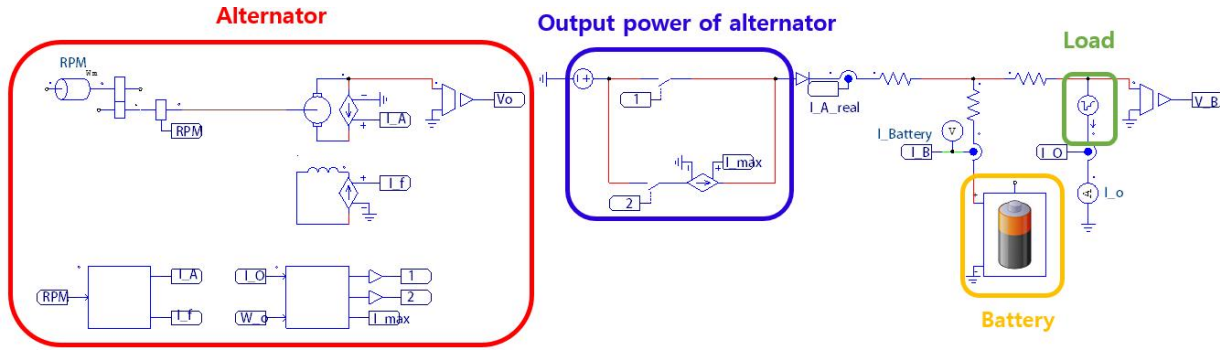 Alternator
Output power of alternator
Load
RPM
Wm
Vo
I_A
RPM
I_f
1
2
I_A_real
I_max
I_Battery
V
I_B
I_O
A
I_o
V_B
RPM
I_A
I_f
I_O
W_o
1
2
I_max
Battery